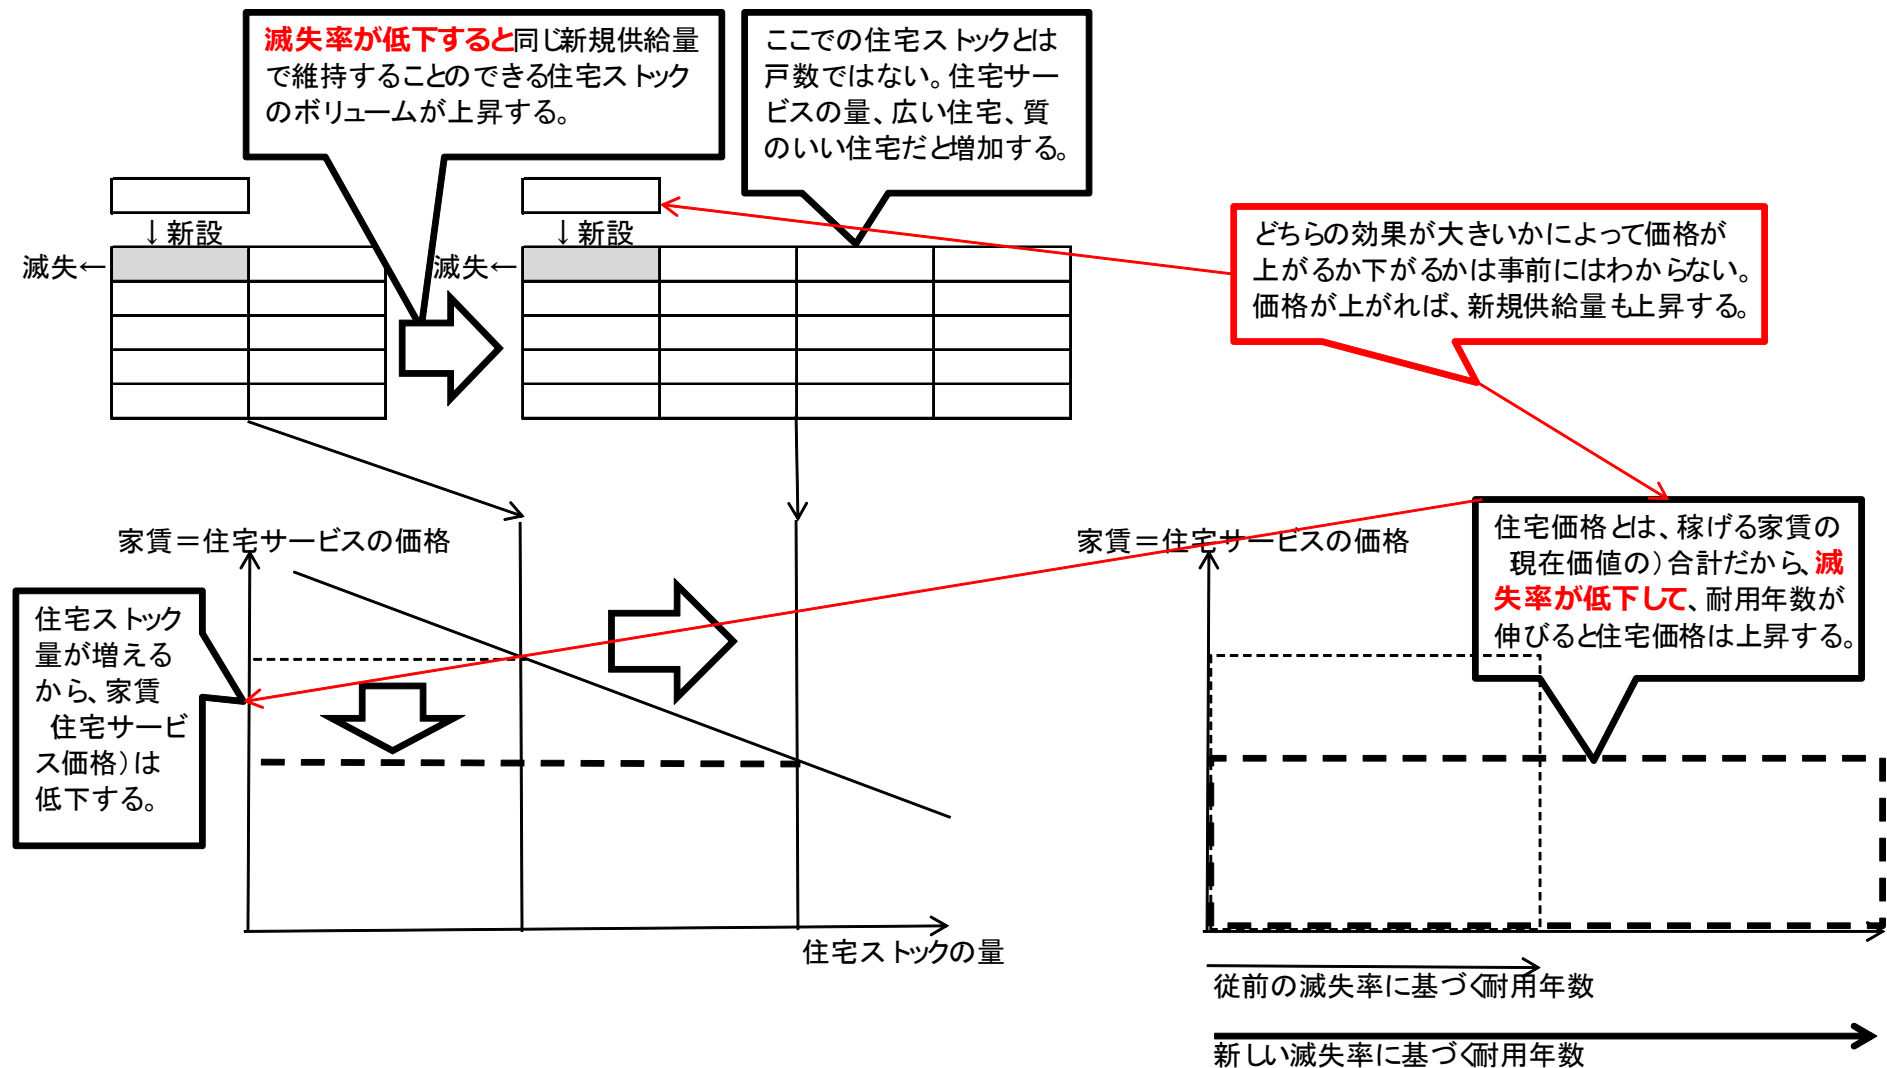 滅失率が低下すると同じ新規供給量
で維持することのできる住宅ストック
のボリュームが上昇する。
ここでの住宅ストックとは
戸数ではない。住宅サー
ビスの量、広い住宅、質
のいい住宅だと増加する。
↓新設
滅失←
↓新設
滅失←
どちらの効果が大きいかによって価格が
上がるか下がるかは事前にはわからない。
価格が上がれば、新規供給量も上昇する。
家賃＝住宅サービスの価格
住宅ストック
量が増える
から、家賃
住宅サービ
ス価格）は
低下する。
住宅ストックの量
家賃＝住宅サービスの価格
住宅価格とは、稼げる家賃の
現在価値の）合計だから、滅
失率が低下して、耐用年数が
伸びると住宅価格は上昇する。
従前の滅失率に基づく耐用年数
新しい滅失率に基づく耐用年数